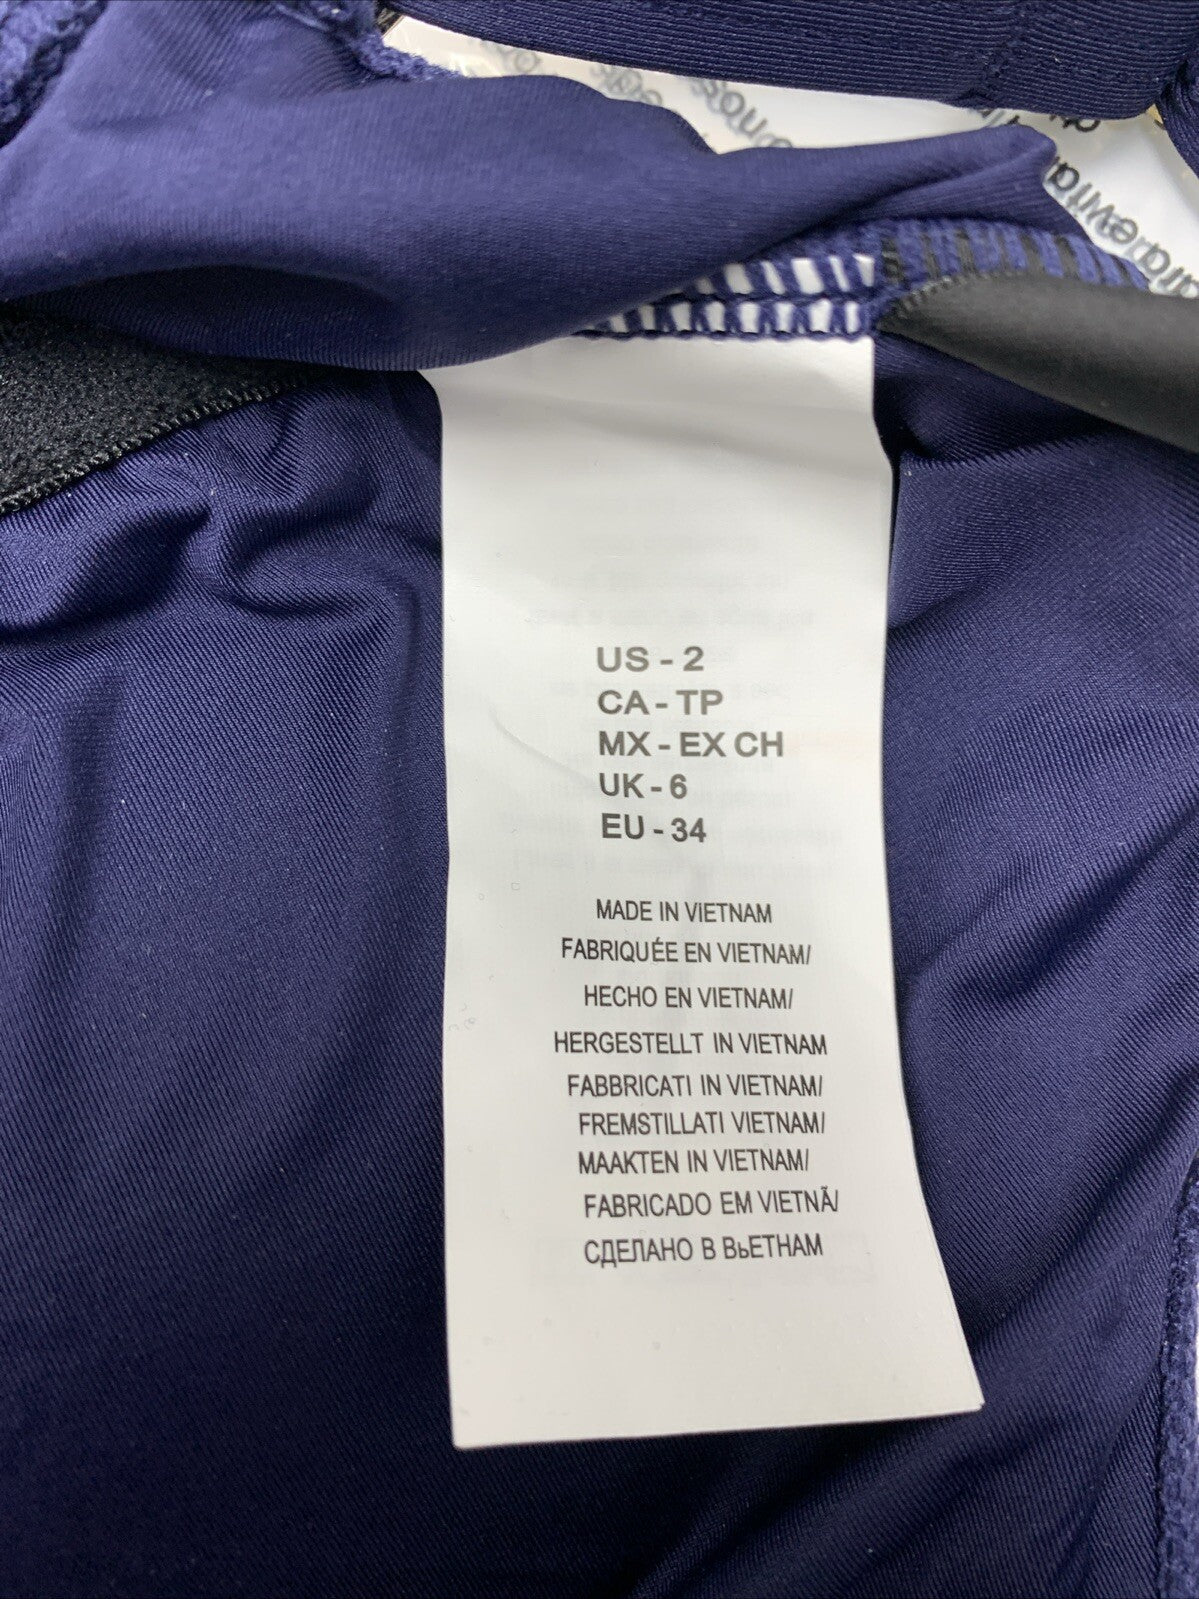 US - 2
CA - TP
MX - EX CH
UK - 6
EU - 34
MADE IN VIETNAM
FABRIQUÉE EN VIETNAM/
HECHO EN VIETNAM/
HERGESTELLT IN VIETNAM
FABBRICATI IN VIETNAM/
FREMSTILLATI VIETNAM/
MAAKTEN IN VIETNAM/
FABRICADO EM VIETNÃ/
СДЕЛАНО В ВЬЕТНАМ